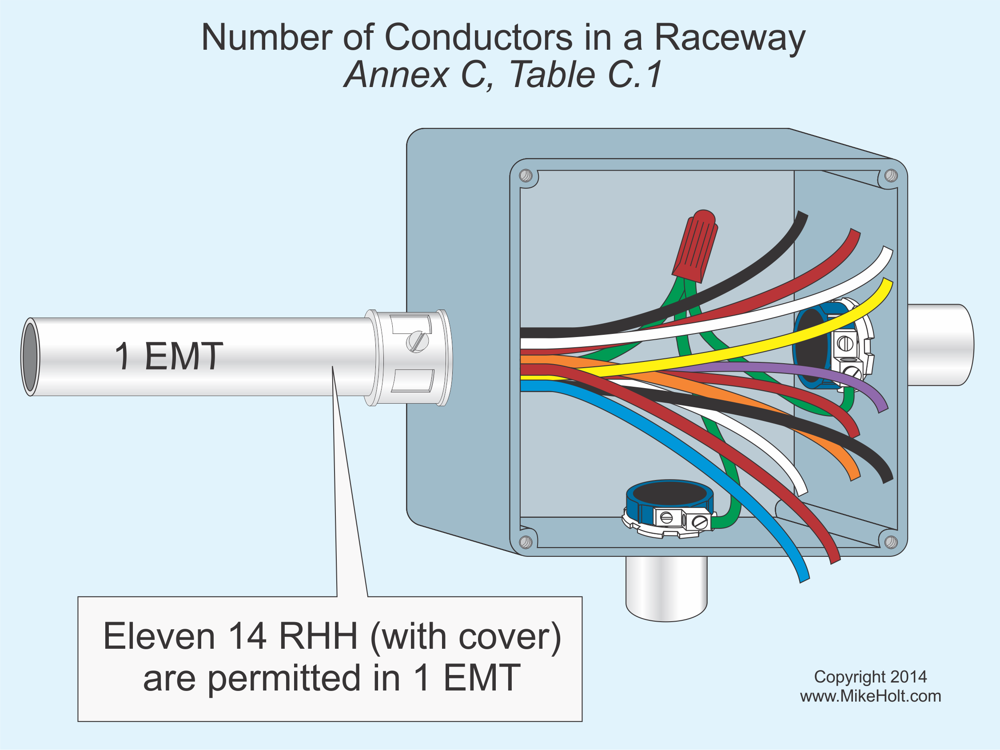 Number of Conductors in a Raceway
Annex C, Table C.1
1 EMT
Eleven 14 RHH (with cover)
are permitted in 1 EMT
Copyright 2014
www.MikeHolt.com